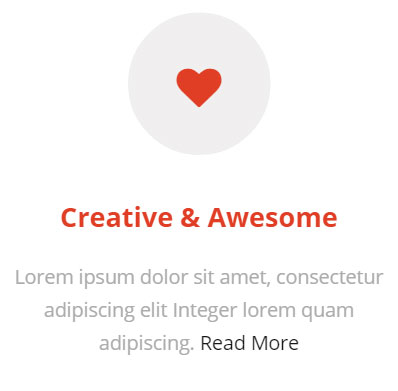 Creative & Awesome
Lorem ipsum dolor sit amet, consectetur
adipiscing elit Integer lorem quam
adipiscing. Read More